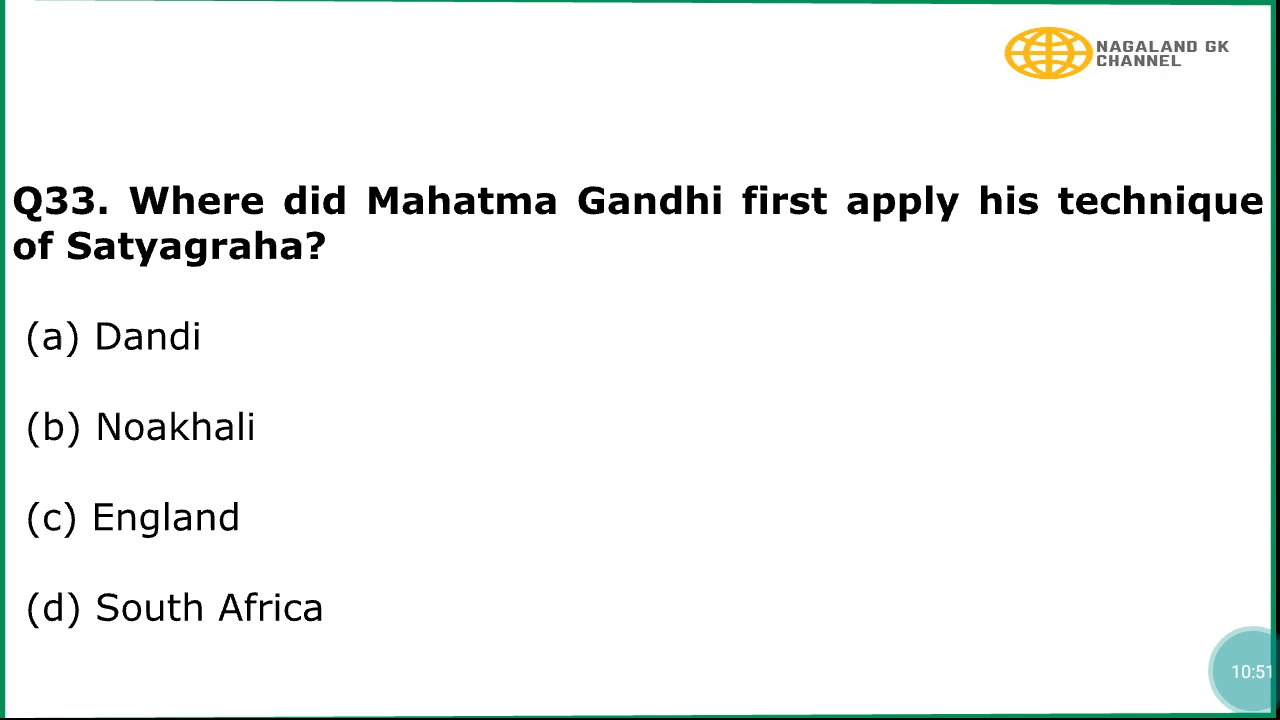 NAGALAND GK
CHANNEL
Q33. Where did Mahatma Gandhi first apply his technique
of Satyagraha?
(a) Dandi
(b) Noakhali
(c) England
(d) South Africa
10:51